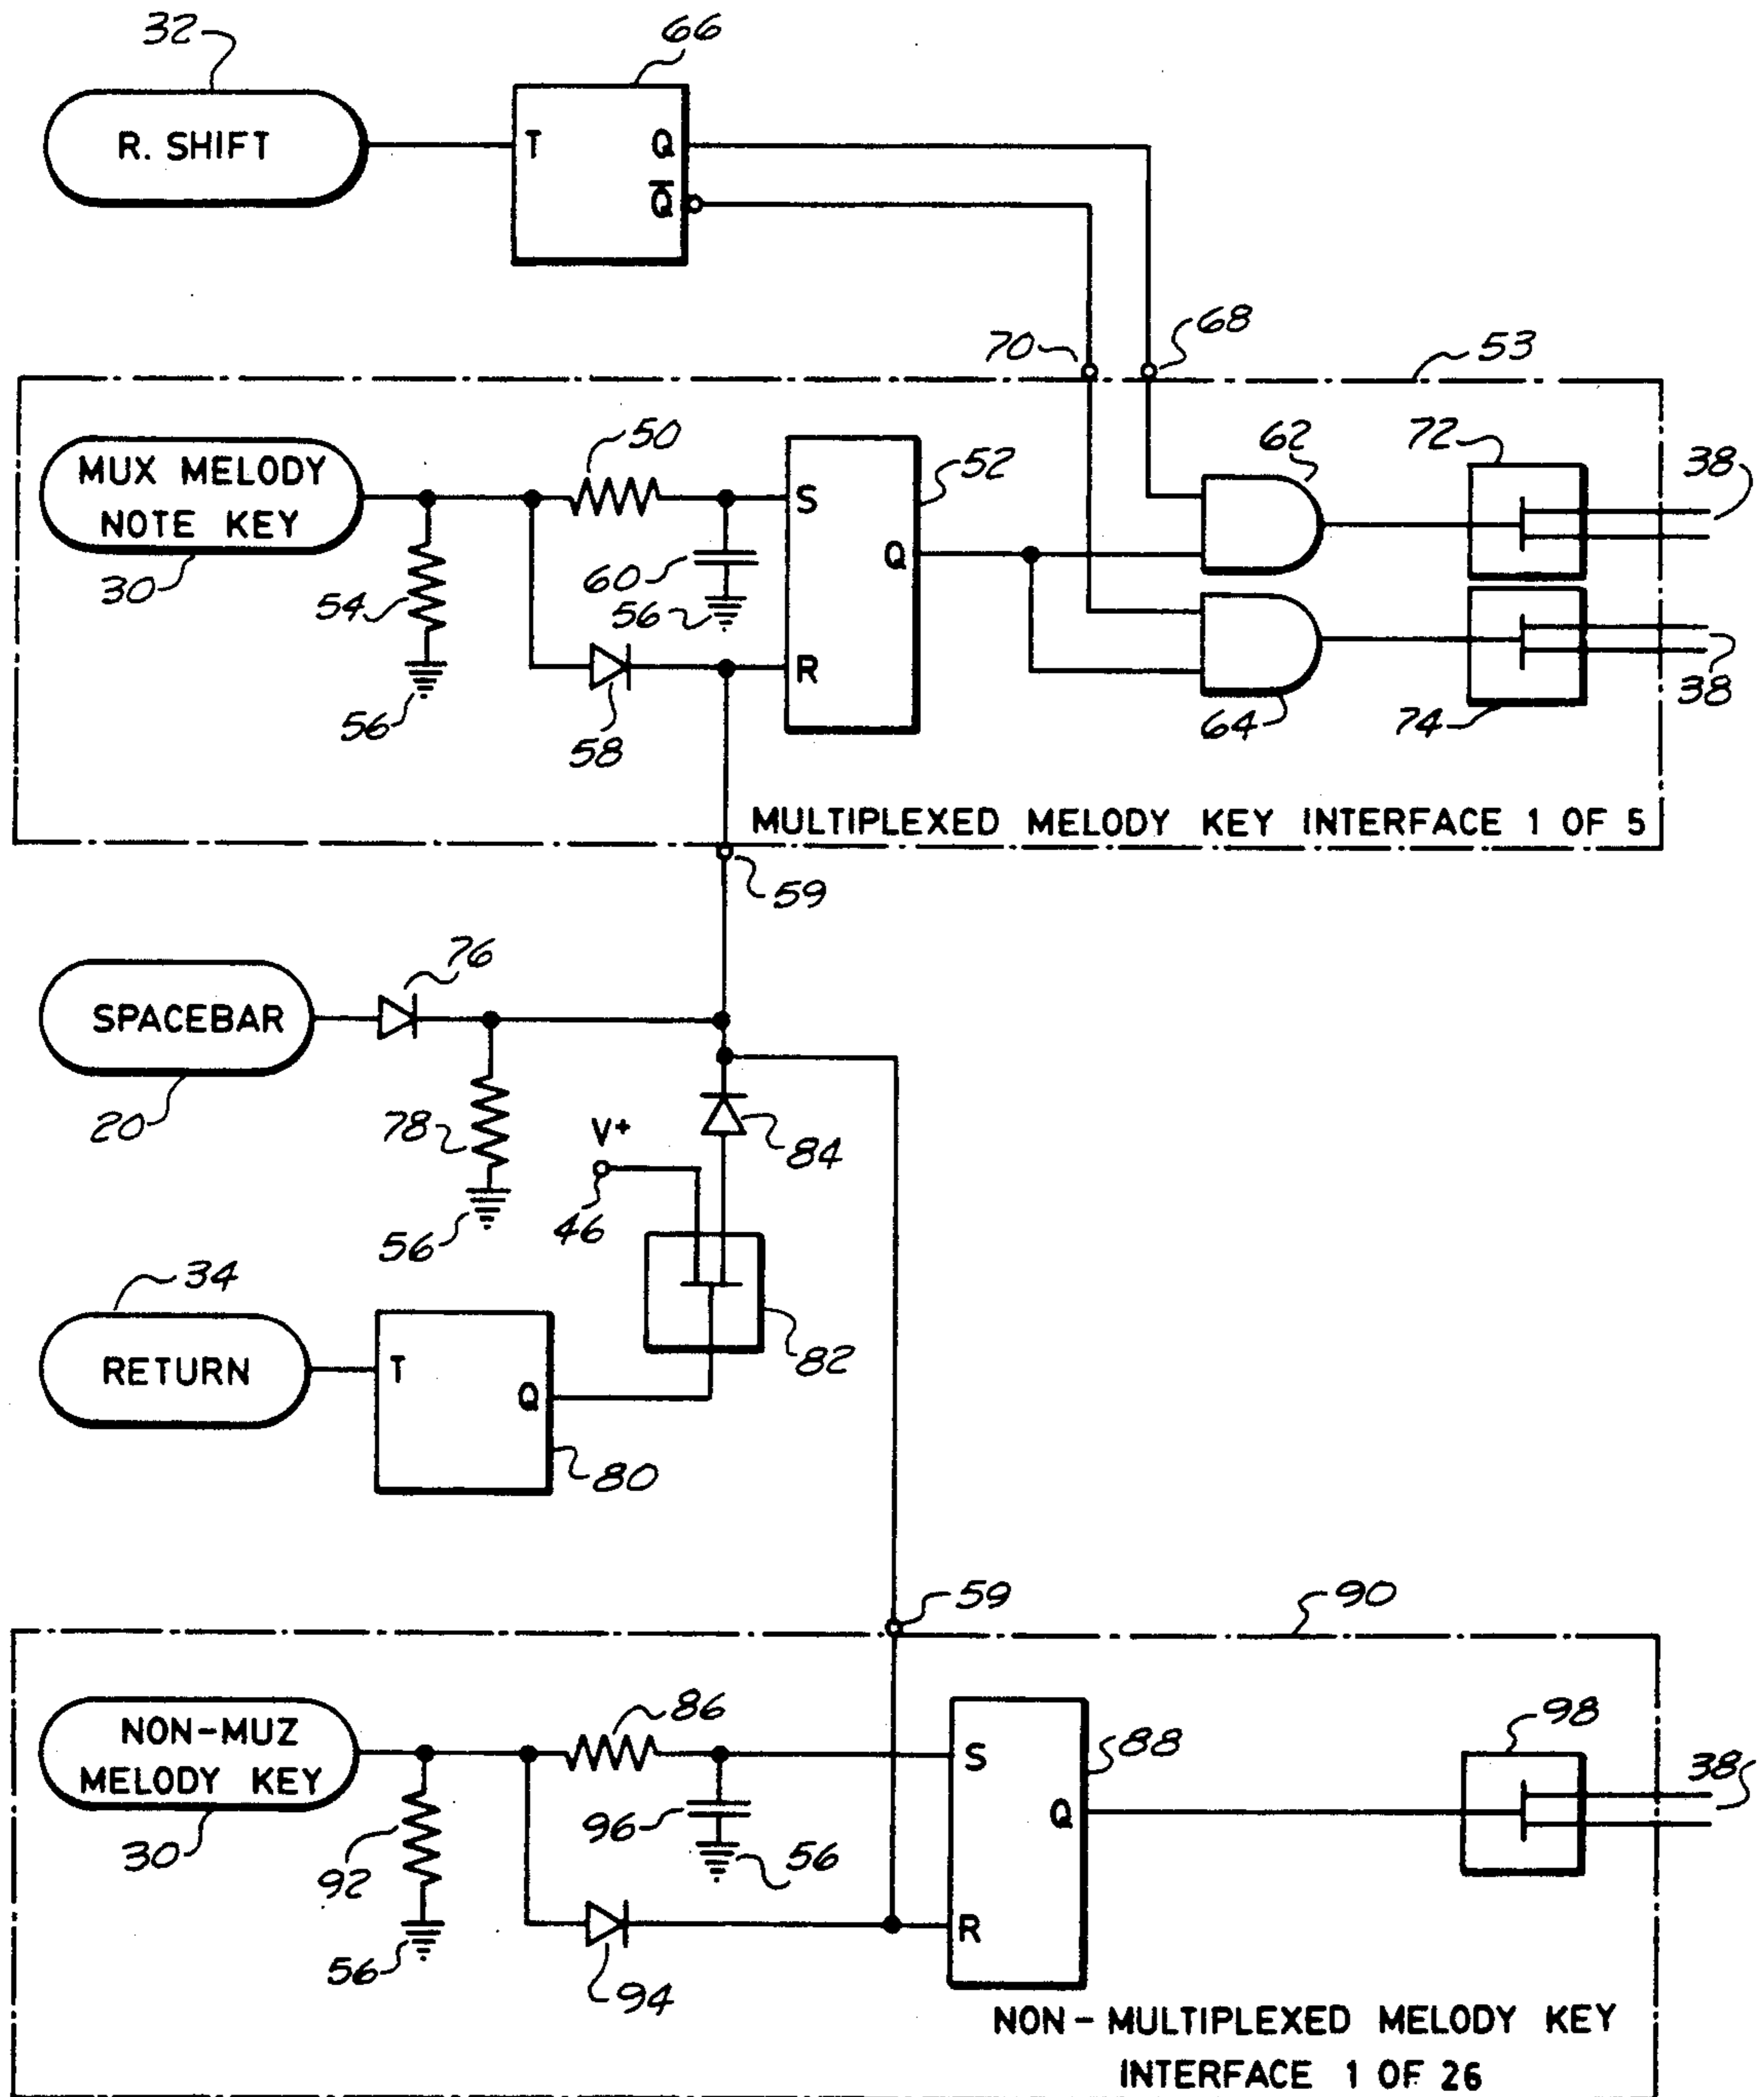 32
66
R. SHIFT
T
Q
Q̅
70
68
53
MUX MELODY
NOTE KEY
50
52
62
72
38
S
Q
30
54
60
56
56
R
58
64
74
38
MULTIPLEXED MELODY KEY INTERFACE 1 OF 5
59
76
SPACEBAR
20
78
V+
84
56
46
34
RETURN
T
Q
82
80
59
90
NON-MUZ
MELODY KEY
86
88
98
38
S
Q
30
92
96
56
56
R
94
NON-MULTIPLEXED MELODY KEY
INTERFACE 1 OF 26